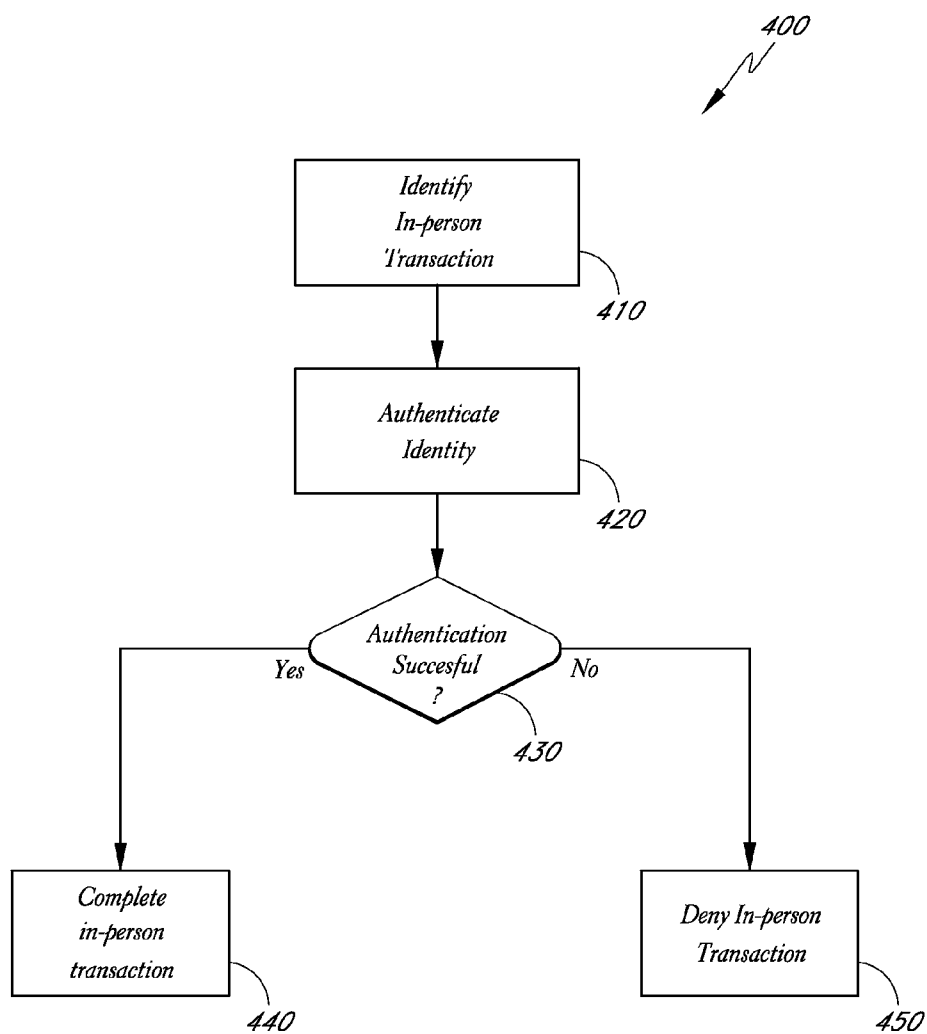 400
Identify
In-person
Transaction
410
Authenticate
Identity
420
Authentication
Succesful
?
Yes
No
430
Complete
in-person
transaction
440
Deny In-person
Transaction
450